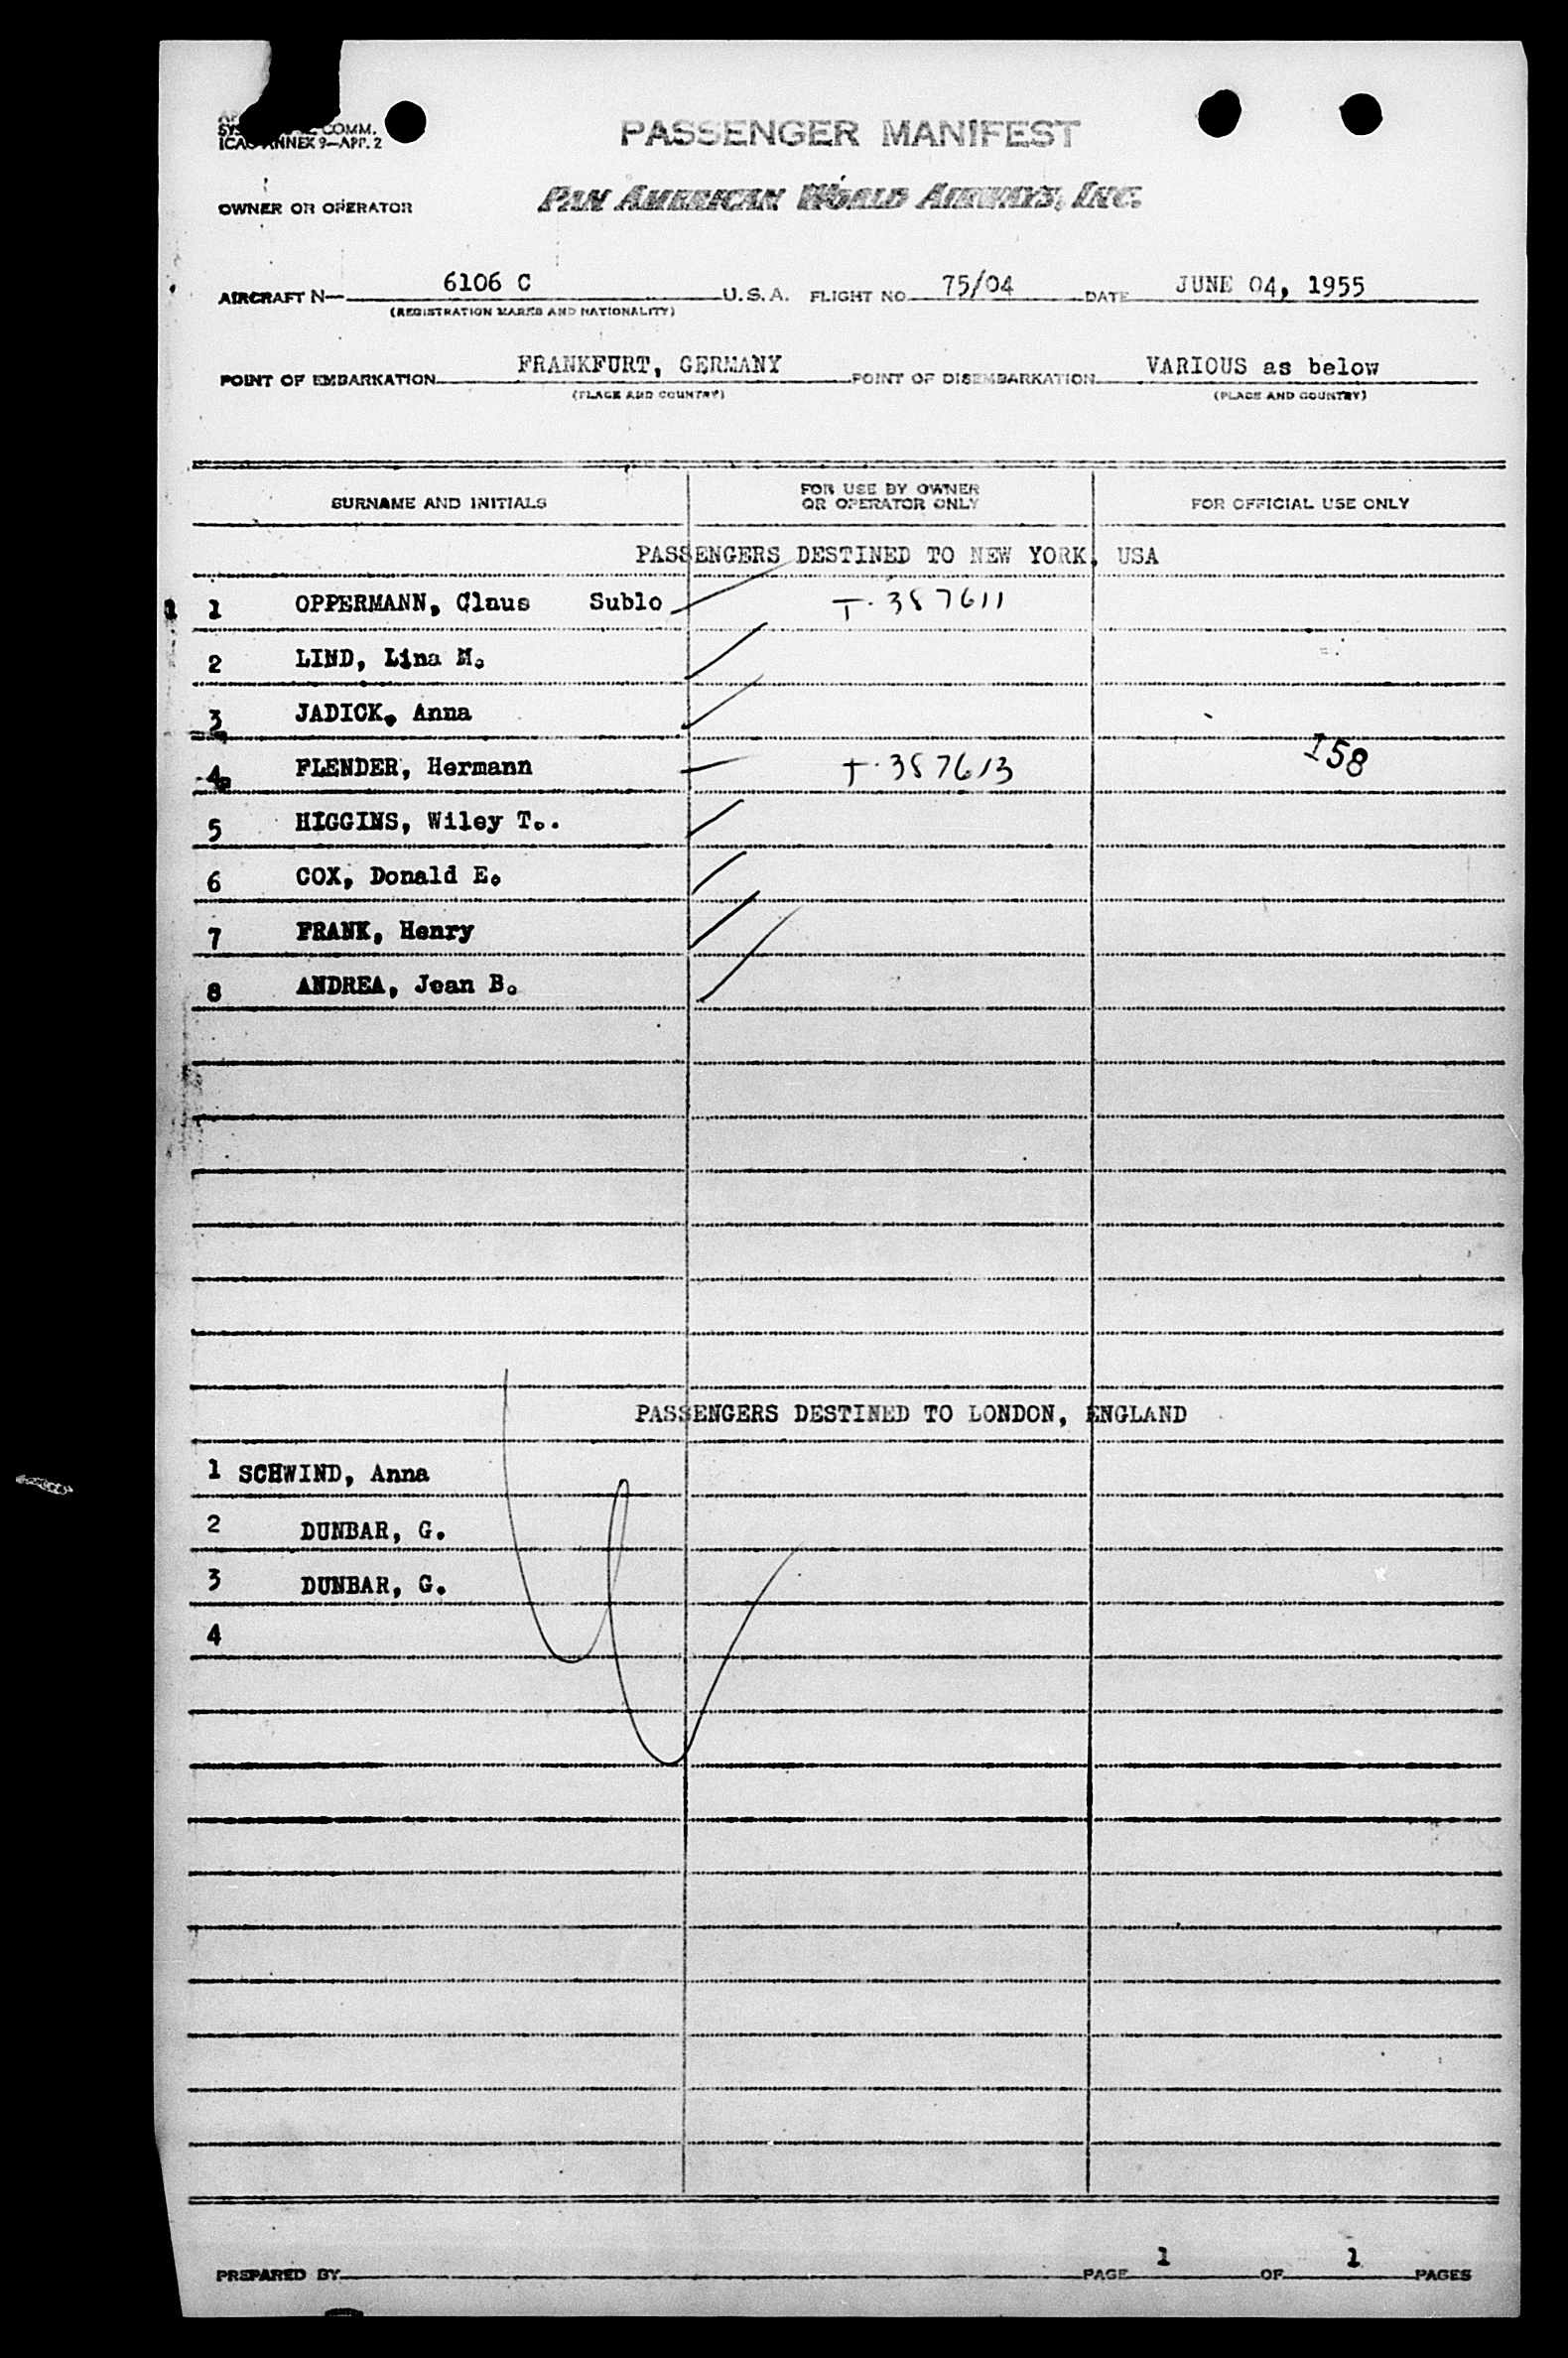 COMM.
ICAO ANNEX 9—APP. 2
PASSENGER MANIFEST
OWNER OR OPERATOR PAN AMERICAN WORLD AIRWAYS, INC.
AIRCRAFT N— 6106 C U.S.A. FLIGHT NO 75/04 DATE JUNE 04, 1955
(REGISTRATION MARKS AND NATIONALITY)
POINT OF EMBARKATION FRANKFURT, GERMANY POINT OF DISEMBARKATION VARIOUS as below
(PLACE AND COUNTRY) (PLACE AND COUNTRY)
SURNAME AND INITIALS FOR USE BY OWNER OR OPERATOR ONLY FOR OFFICIAL USE ONLY
PASSENGERS DESTINED TO NEW YORK, USA
1 1 OPPERMANN, Claus Sublo T. 387611
2 LIND, Lina M.
3 JADICK, Anna
4 FLENDER, Hermann T. 387613 158
5 HIGGINS, Wiley T..
6 COX, Donald E.
7 FRANK, Henry
8 ANDREA, Jean B.
PASSENGERS DESTINED TO LONDON, ENGLAND
1 SCHWIND, Anna
2 DUNBAR, G.
3 DUNBAR, G.
4
PREPARED BY PAGE 1 OF 1 PAGES